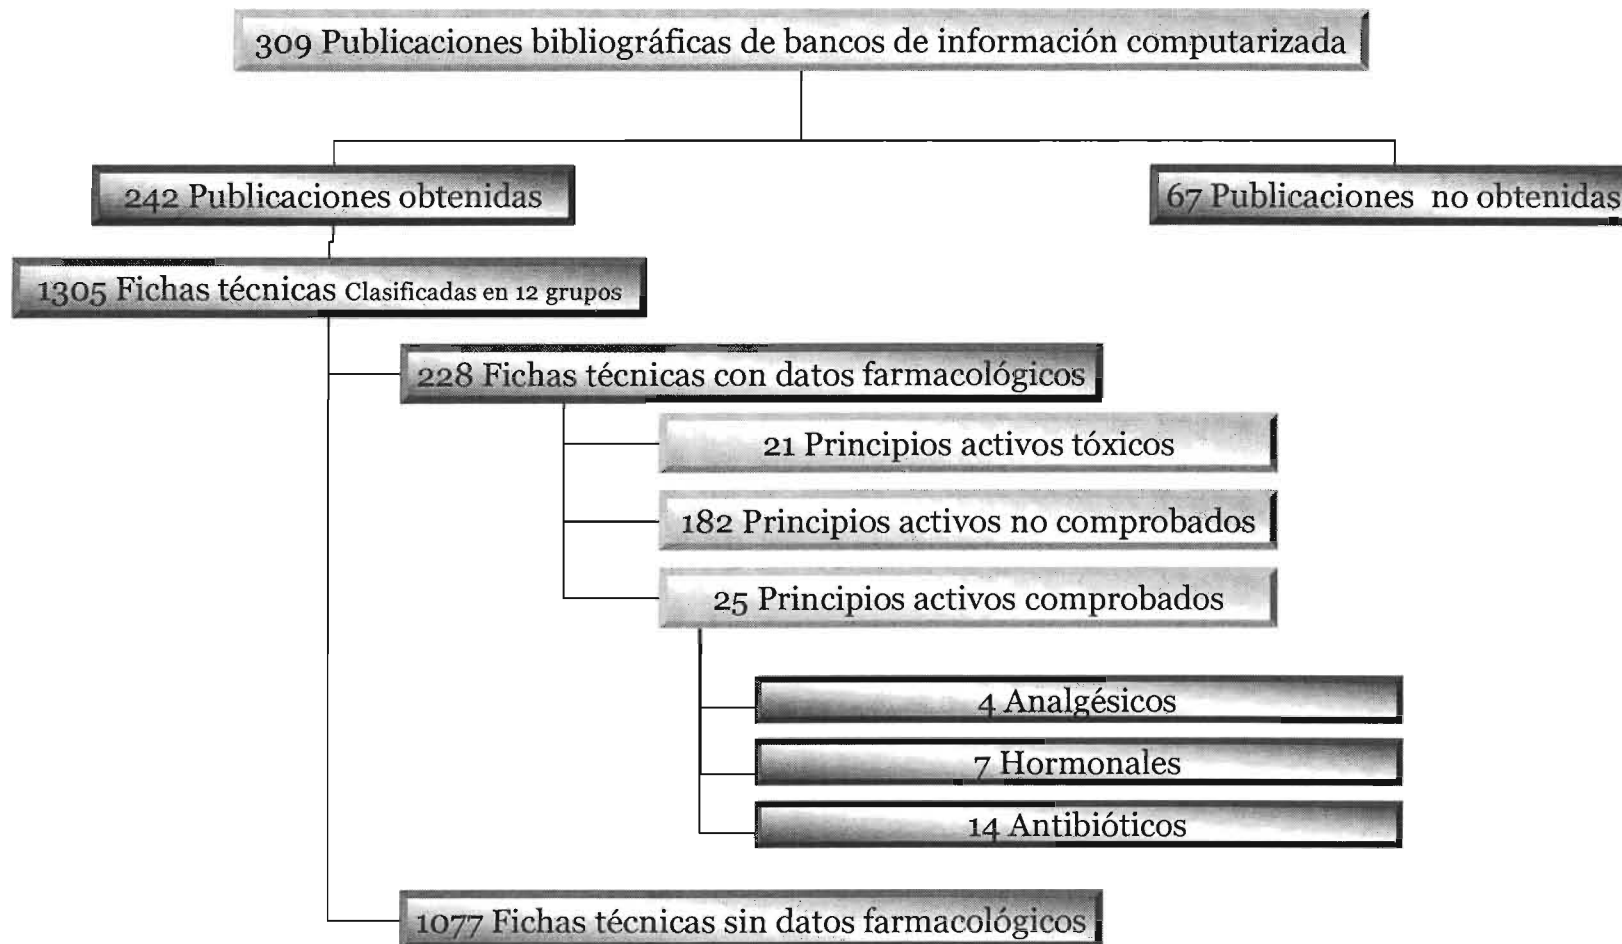 309 Publicaciones bibliográficas de bancos de información computarizada
242 Publicaciones obtenidas
67 Publicaciones no obtenidas
1305 Fichas técnicas Clasificadas en 12 grupos
228 Fichas técnicas con datos farmacológicos
21 Principios activos tóxicos
182 Principios activos no comprobados
25 Principios activos comprobados
4 Analgésicos
7 Hormonales
14 Antibióticos
1077 Fichas técnicas sin datos farmacológicos